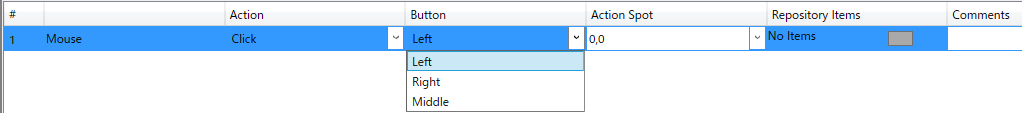 # Action Button Action Spot Repository Items Comments
1 Mouse Click Left 0,0 No Items
Left
Right
Middle